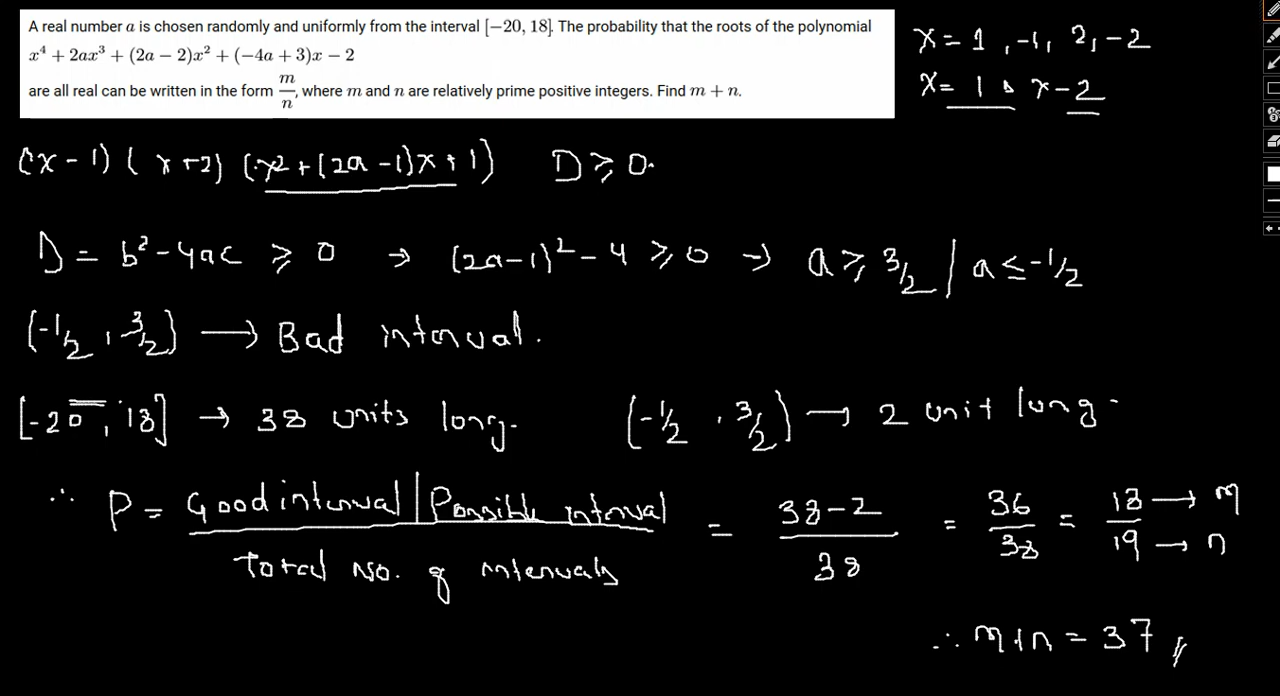 A real number a is chosen randomly and uniformly from the interval [−20, 18]. The probability that the roots of the polynomial
x⁴ + 2ax³ + (2a − 2)x² + (−4a + 3)x − 2
are all real can be written in the form m/n, where m and n are relatively prime positive integers. Find m + n.
x = 1, -1, 2, -2
x = 1 & x -2
(x - 1) (x + 2) (x² + (2a - 1)x + 1) D ≥ 0.
D = b² - 4ac ≥ 0 → (2a-1)² - 4 ≥ 0 → a ≥ 3/2 | a ≤ -1/2
(-1/2, 3/2) → Bad interval.
[-20, 18] → 38 units long. (-1/2, 3/2) → 2 unit long.
∴ P = Good interval | Possible interval / Total no. of intervals = 38-2 / 38 = 36/38 = 18/19 → m → n
∴ m+n = 37